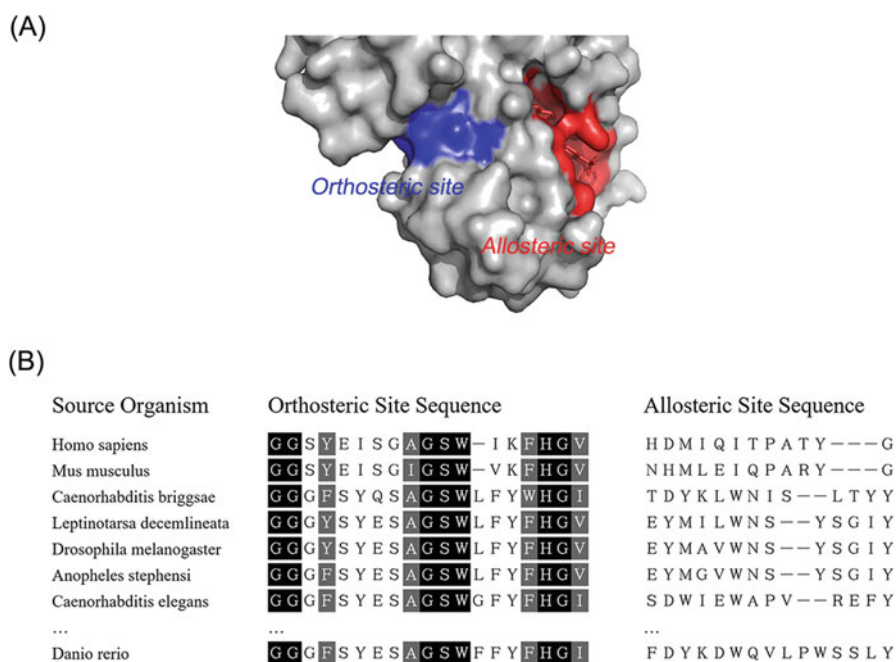 (A)
Orthosteric site
Allosteric site
(B)
Source Organism Orthosteric Site Sequence Allosteric Site Sequence
Homo sapiens GGSYEISGAGSW-IKFHGV HDMIQITPATY---G
Mus musculus GGSYEISGIGSW-VKFHGV NHMLEIQPARY---G
Caenorhabditis briggsae GGGFSYQSAGSWLFYWHGI TDYKLWNIS--LTYY
Leptinotarsa decemlineata GGGYSYESAGSWLFYFHGV EYMILWNS--YSGIY
Drosophila melanogaster GGGYSYESAGSWLFYFHGV EYMAVWNS--YSGIY
Anopheles stephensi GGGFSYESAGSWLFYFHGV EYMGVWNS--YSGIY
Caenorhabditis elegans GGGFSYESAGSWGFYFHGI SDWIEWAPV--REFY
... ... ...
Danio rerio GGGFSYESAGSWFFYFHGI FDYKDWQVLPWSSLY